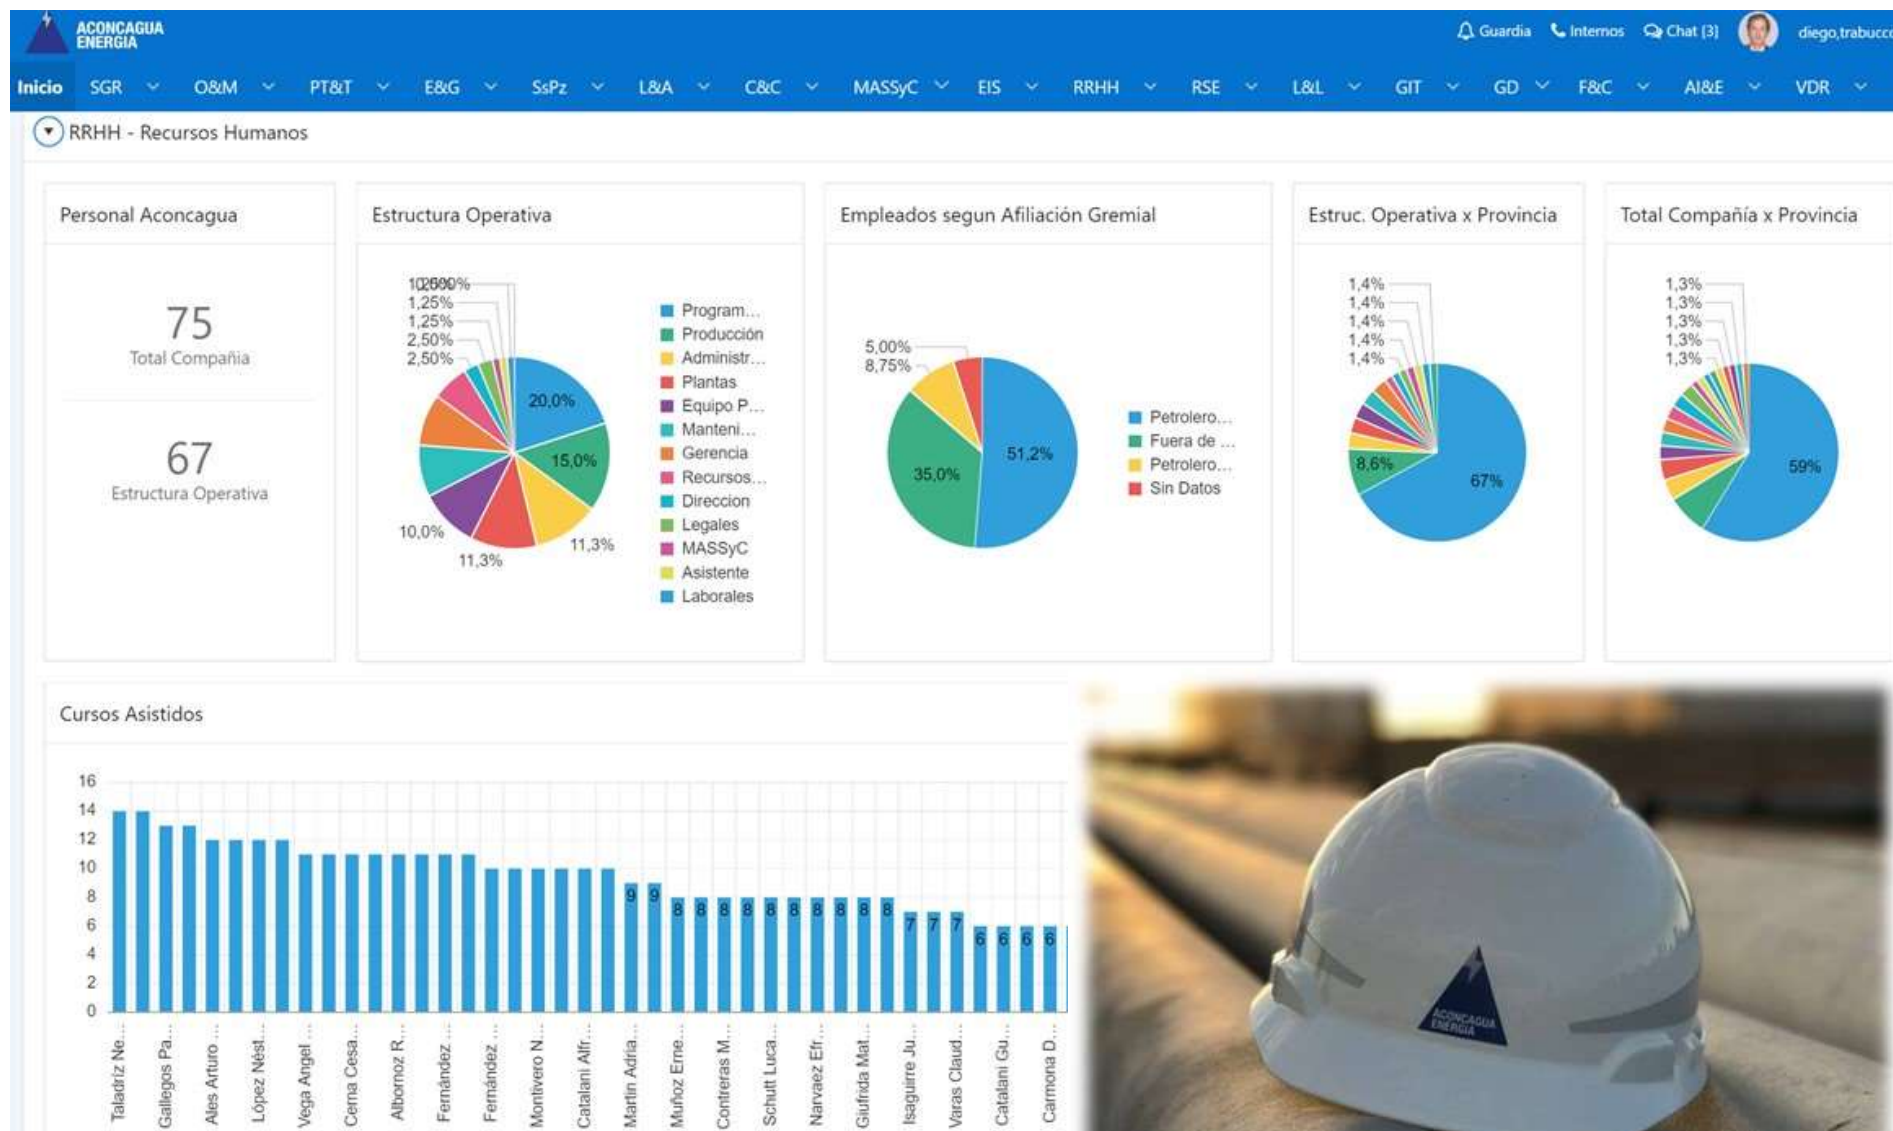 ACONCAGUA
ENERGIA
Guardia Internos Chat (3) diego,trabucco
Inicio SGR O&M PT&T E&G SsPz L&A C&C MASSyC EIS RRHH RSE L&L GIT GD F&C AI&E VDR
RRHH - Recursos Humanos
Personal Aconcagua
75
Total Compañia
67
Estructura Operativa
Estructura Operativa
1,25%
1,25%
2,50%
2,50%
20,0%
15,0%
11,3%
11,3%
10,0%
Program...
Producción
Administr...
Plantas
Equipo P...
Manteni...
Gerencia
Recursos...
Direccion
Legales
MASSyC
Asistente
Laborales
Empleados segun Afiliación Gremial
5,00%
8,75%
51,2%
35,0%
Petrolero...
Fuera de ...
Petrolero...
Sin Datos
Estruc. Operativa x Provincia
1,4%
1,4%
1,4%
1,4%
1,4%
8,6%
67%
Total Compañía x Provincia
1,3%
1,3%
1,3%
1,3%
1,3%
59%
Cursos Asistidos
16
14
12
10
8
6
4
2
0
9 9 8 8 8 8 8 8 8 8 8 8 7 7 7 6 6 6 6
Taladriz Ne...
Gallegos Pa...
Ales Arturo ...
López Nést...
Vega Angel ...
Cerna Cesa...
Albornoz R...
Fernández ...
Fernández ...
Montivero N...
Catalani Alfr...
Martin Adria...
Muñoz Erne...
Contreras M...
Schutt Luca...
Narvaez Efr...
Giufrida Mat...
Isaguirre Ju...
Varas Claud...
Catalani Gu...
Carmona D...
ACONCAGUA
ENERGIA